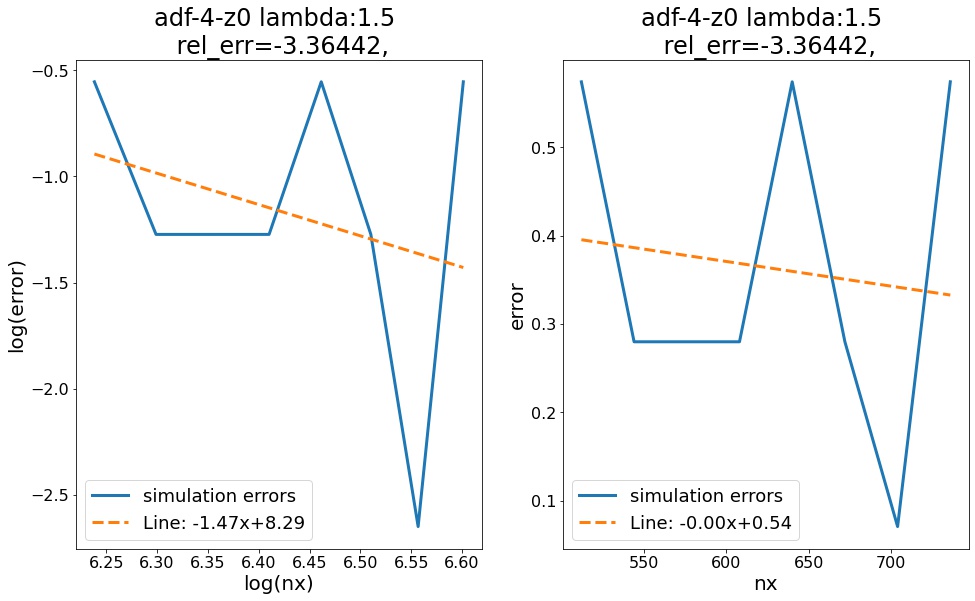 adf-4-z0 lambda:1.5
rel_err=-3.36442,
log(error)
−0.5
−1.0
−1.5
−2.0
−2.5
simulation errors
Line: -1.47x+8.29
6.25 6.30 6.35 6.40 6.45 6.50 6.55 6.60
log(nx)
adf-4-z0 lambda:1.5
rel_err=-3.36442,
error
0.5
0.4
0.3
0.2
0.1
simulation errors
Line: -0.00x+0.54
550 600 650 700
nx